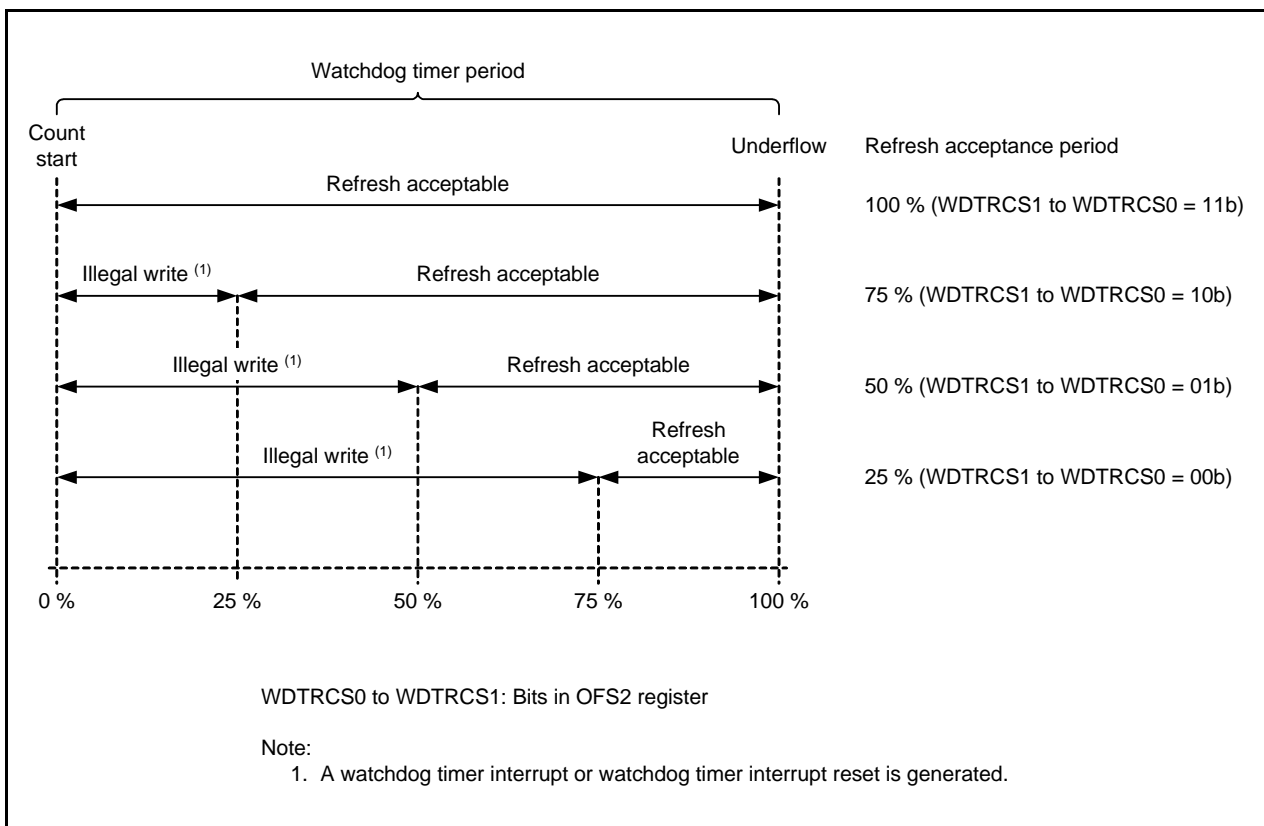 Watchdog timer period
Count
start
Underflow
Refresh acceptance period
Refresh acceptable
100 % (WDTRCS1 to WDTRCS0 = 11b)
Illegal write (1)
Refresh acceptable
75 % (WDTRCS1 to WDTRCS0 = 10b)
Illegal write (1)
Refresh acceptable
50 % (WDTRCS1 to WDTRCS0 = 01b)
Illegal write (1)
Refresh
acceptable
25 % (WDTRCS1 to WDTRCS0 = 00b)
0 %
25 %
50 %
75 %
100 %
WDTRCS0 to WDTRCS1: Bits in OFS2 register
Note:
1. A watchdog timer interrupt or watchdog timer interrupt reset is generated.